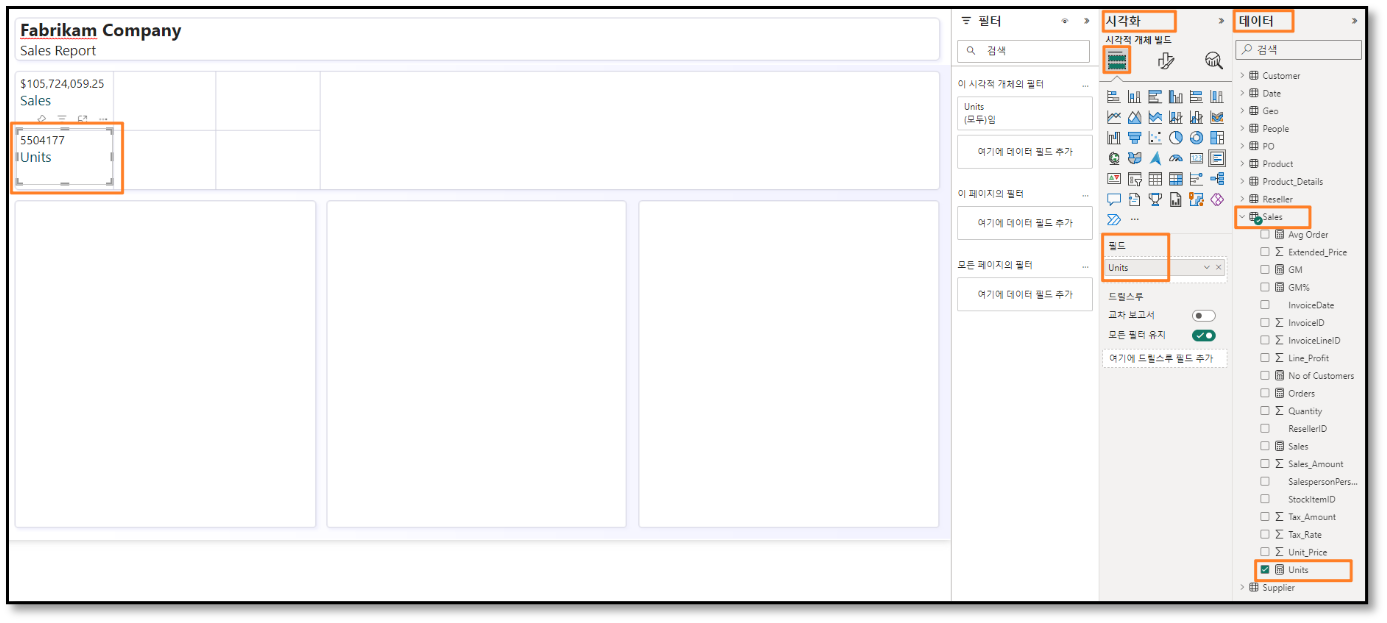 Fabrikam Company
Sales Report
$105,724,059.25
Sales
5504177
Units
필터
검색
이 시각적 개체의 필터
...
Units
(모두)임
여기에 데이터 필드 추가
이 페이지의 필터
...
여기에 데이터 필드 추가
모든 페이지의 필터
...
여기에 데이터 필드 추가
시각화
시각적 개체 빌드
...
필드
Units
드릴스루
교차 보고서
모든 필터 유지
여기에 드릴스루 필드 추가
데이터
검색
Customer
Date
Geo
People
PO
Product
Product_Details
Reseller
Sales
Avg Order
Extended_Price
GM
GM%
InvoiceDate
InvoiceID
InvoiceLineID
Line_Profit
No of Customers
Orders
Quantity
ResellerID
Sales
Sales_Amount
SalespersonPers...
StockItemID
Tax_Amount
Tax_Rate
Unit_Price
Units
Supplier